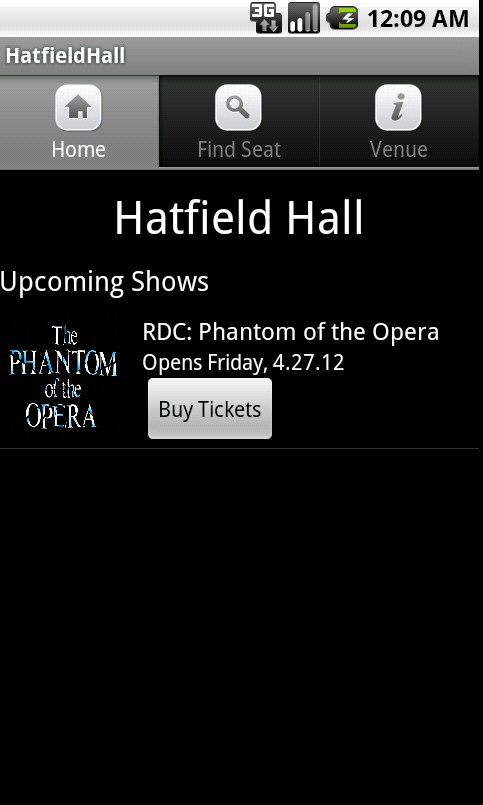 3G 12:09 AM
HatfieldHall
Home Find Seat Venue
Hatfield Hall
Upcoming Shows
The
PHANTOM
of the
OPERA
RDC: Phantom of the Opera
Opens Friday, 4.27.12
Buy Tickets